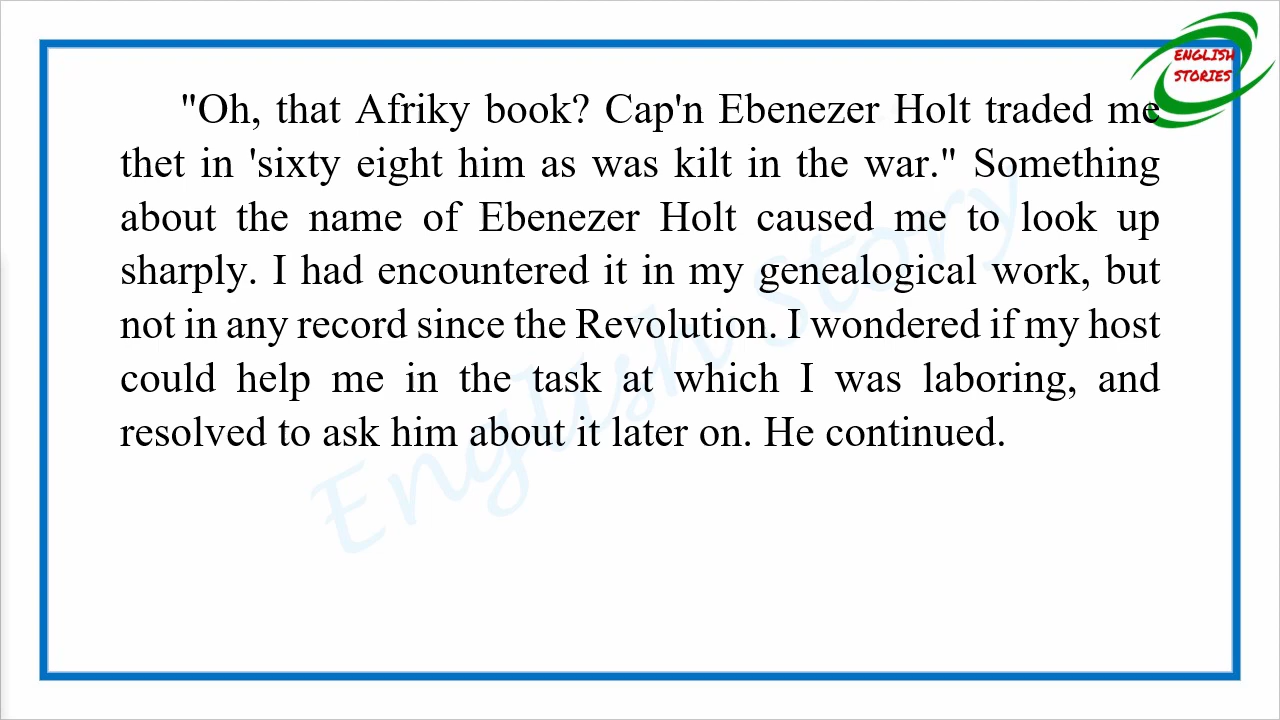 ENGLISH
STORIES
"Oh, that Afriky book? Cap'n Ebenezer Holt traded me
thet in 'sixty eight him as was kilt in the war." Something
about the name of Ebenezer Holt caused me to look up
sharply. I had encountered it in my genealogical work, but
not in any record since the Revolution. I wondered if my host
could help me in the task at which I was laboring, and
resolved to ask him about it later on. He continued.
English Story